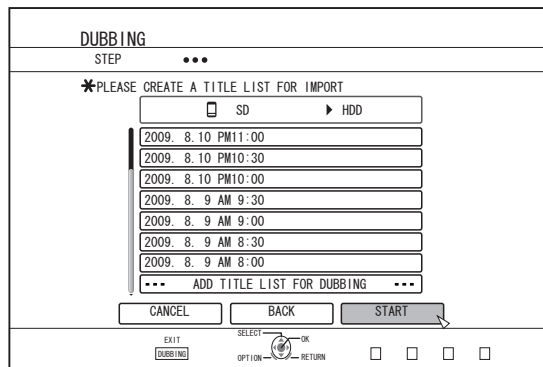 DUBBING
STEP •••
*PLEASE CREATE A TITLE LIST FOR IMPORT
SD ▶ HDD
2009. 8.10 PM11:00
2009. 8.10 PM10:30
2009. 8.10 PM10:00
2009. 8. 9 AM 9:30
2009. 8. 9 AM 9:00
2009. 8. 9 AM 8:30
2009. 8. 9 AM 8:00
--- ADD TITLE LIST FOR DUBBING ---
CANCEL BACK START
EXIT SELECT OK
DUBBING OPTION RETURN